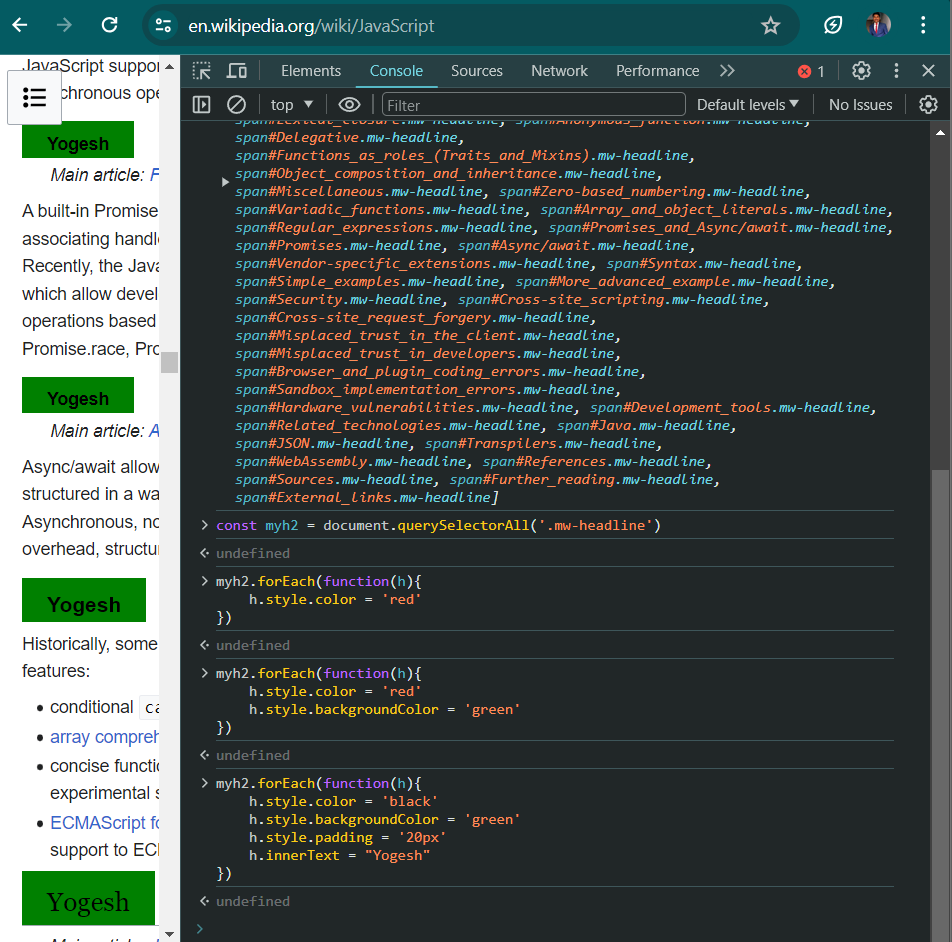 en.wikipedia.org/wiki/JavaScript
JavaScript suppor
chronous ope
Yogesh
Main article: F
A built-in Promise
associating handl
Recently, the Java
which allow devel
operations based
Promise.race, Pro
Yogesh
Main article: A
Async/await allow
structured in a wa
Asynchronous, no
overhead, structu
Yogesh
Historically, some
features:
conditional ca
array compreh
concise functio
experimental s
ECMAScript fo
support to ECM
Yogesh
Elements Console Sources Network Performance 1
top Filter Default levels No Issues
span#Lexical_closure.mw-headline, span#Anonymous_function.mw-headline,
span#Delegative.mw-headline,
span#Functions_as_roles_(Traits_and_Mixins).mw-headline,
span#Object_composition_and_inheritance.mw-headline,
span#Miscellaneous.mw-headline, span#Zero-based_numbering.mw-headline,
span#Variadic_functions.mw-headline, span#Array_and_object_literals.mw-headline,
span#Regular_expressions.mw-headline, span#Promises_and_Async/await.mw-headline,
span#Promises.mw-headline, span#Async/await.mw-headline,
span#Vendor-specific_extensions.mw-headline, span#Syntax.mw-headline,
span#Simple_examples.mw-headline, span#More_advanced_example.mw-headline,
span#Security.mw-headline, span#Cross-site_scripting.mw-headline,
span#Cross-site_request_forgery.mw-headline,
span#Misplaced_trust_in_the_client.mw-headline,
span#Misplaced_trust_in_developers.mw-headline,
span#Browser_and_plugin_coding_errors.mw-headline,
span#Sandbox_implementation_errors.mw-headline,
span#Hardware_vulnerabilities.mw-headline, span#Development_tools.mw-headline,
span#Related_technologies.mw-headline, span#Java.mw-headline,
span#JSON.mw-headline, span#Transpilers.mw-headline,
span#WebAssembly.mw-headline, span#References.mw-headline,
span#Sources.mw-headline, span#Further_reading.mw-headline,
span#External_links.mw-headline]
const myh2 = document.querySelectorAll('.mw-headline')
undefined
myh2.forEach(function(h){
h.style.color = 'red'
})
undefined
myh2.forEach(function(h){
h.style.color = 'red'
h.style.backgroundColor = 'green'
})
undefined
myh2.forEach(function(h){
h.style.color = 'black'
h.style.backgroundColor = 'green'
h.style.padding = '20px'
h.innerText = "Yogesh"
})
undefined